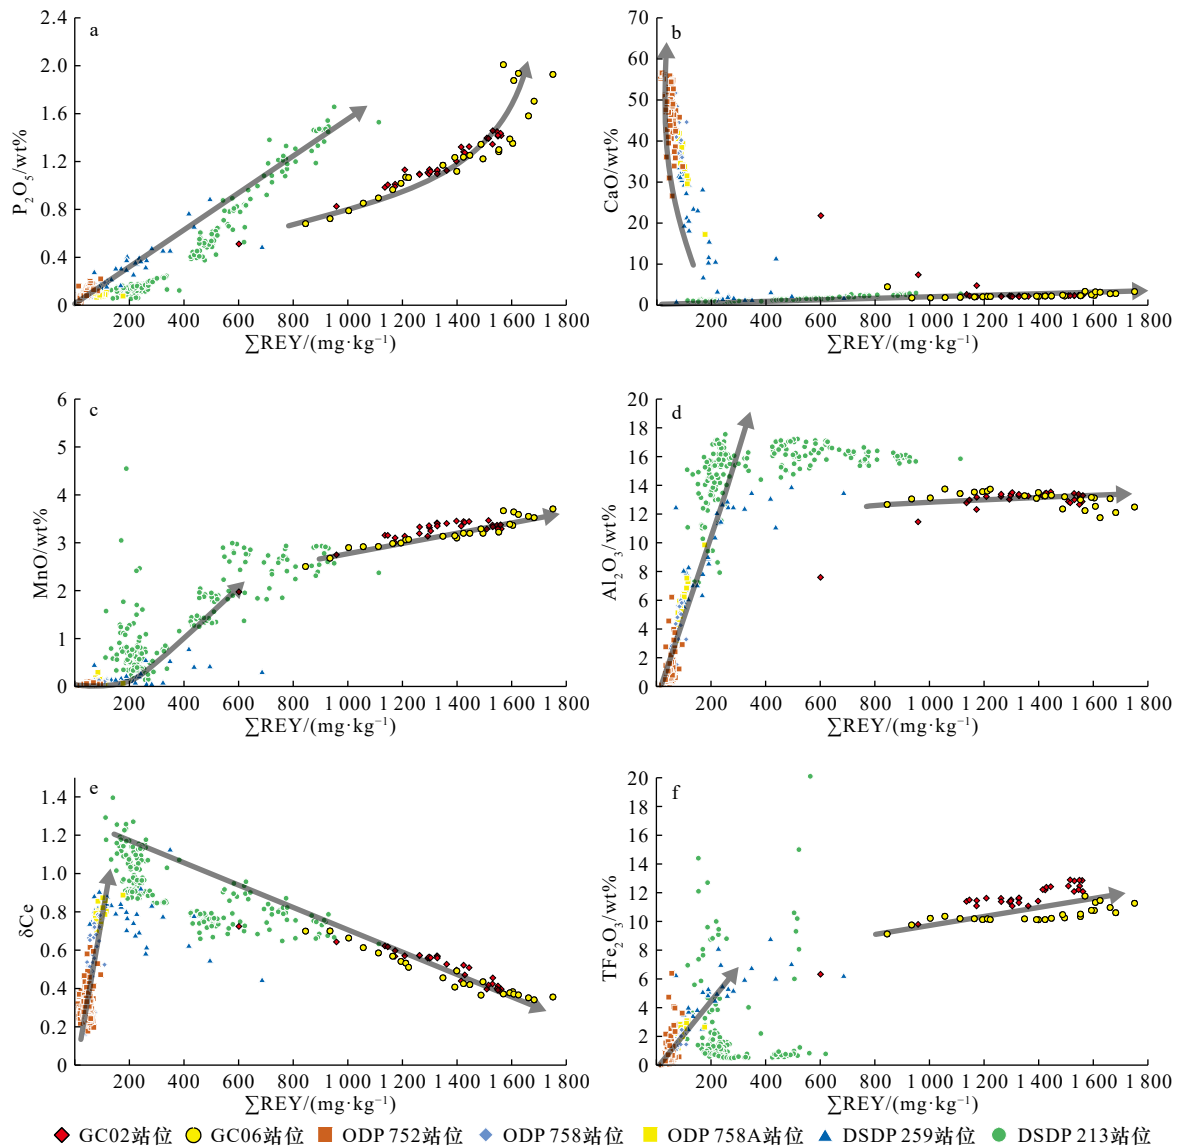 a
P₂O₅/wt%
2.4
2.0
1.6
1.2
0.8
0.4
0
200 400 600 800 1 000 1 200 1 400 1 600 1 800
∑REY/(mg·kg⁻¹)
b
CaO/wt%
70
60
50
40
30
20
10
0
200 400 600 800 1 000 1 200 1 400 1 600 1 800
∑REY/(mg·kg⁻¹)
c
MnO/wt%
6
5
4
3
2
1
0
200 400 600 800 1 000 1 200 1 400 1 600 1 800
∑REY/(mg·kg⁻¹)
d
Al₂O₃/wt%
20
18
16
14
12
10
8
6
4
2
0
200 400 600 800 1 000 1 200 1 400 1 600 1 800
∑REY/(mg·kg⁻¹)
e
δCe
1.4
1.2
1.0
0.8
0.6
0.4
0.2
0
200 400 600 800 1 000 1 200 1 400 1 600 1 800
∑REY/(mg·kg⁻¹)
f
TFe₂O₃/wt%
20
18
16
14
12
10
8
6
4
2
0
200 400 600 800 1 000 1 200 1 400 1 600 1 800
∑REY/(mg·kg⁻¹)
GC02站位 GC06站位 ODP 752站位 ODP 758站位 ODP 758A站位 DSDP 259站位 DSDP 213站位